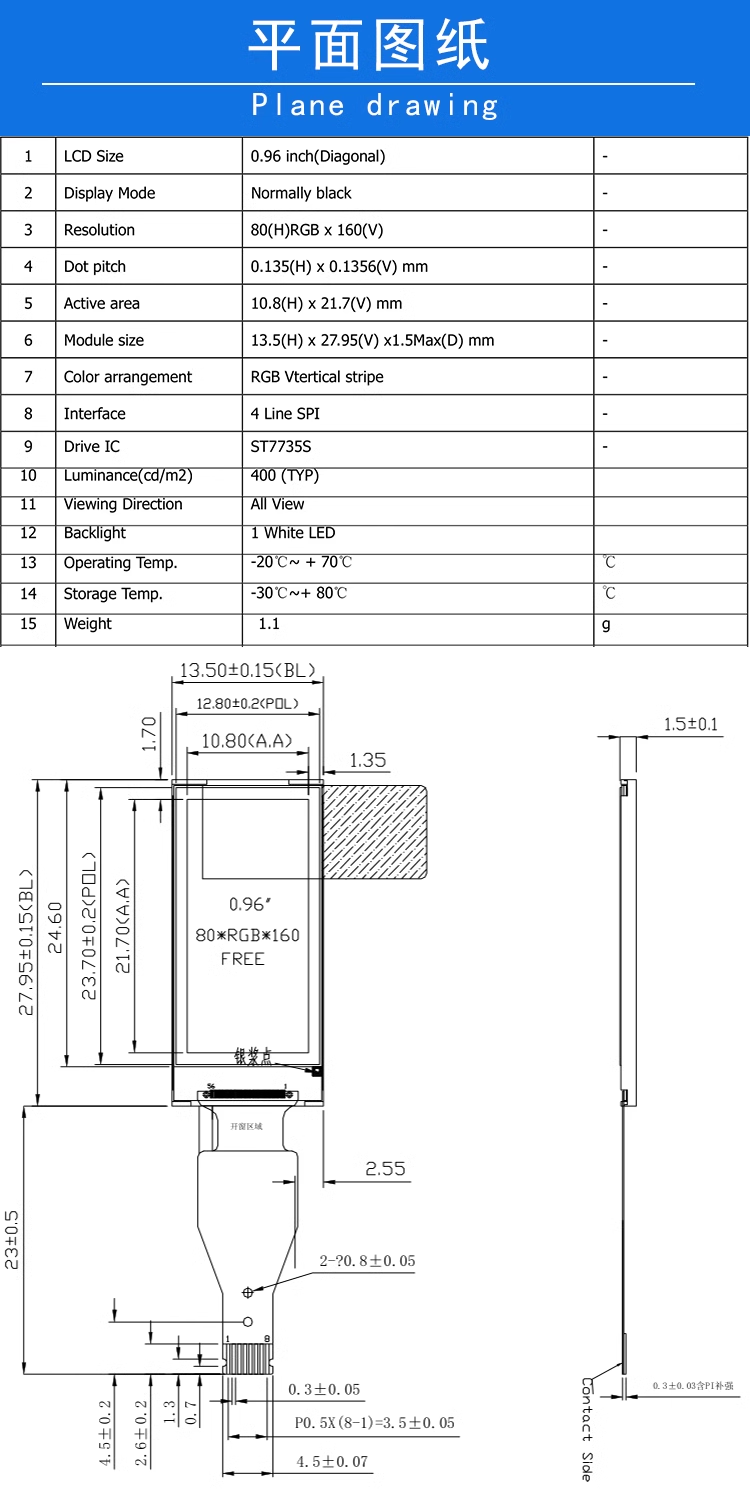 平面图纸
Plane drawing
1 LCD Size 0.96 inch(Diagonal) -
2 Display Mode Normally black -
3 Resolution 80(H)RGB x 160(V) -
4 Dot pitch 0.135(H) x 0.1356(V) mm -
5 Active area 10.8(H) x 21.7(V) mm -
6 Module size 13.5(H) x 27.95(V) x1.5Max(D) mm -
7 Color arrangement RGB Vtertical stripe -
8 Interface 4 Line SPI -
9 Drive IC ST7735S -
10 Luminance(cd/m2) 400 (TYP)
11 Viewing Direction All View
12 Backlight 1 White LED
13 Operating Temp. -20℃~ + 70℃ ℃
14 Storage Temp. -30℃~+ 80℃ ℃
15 Weight 1.1 g
13.50±0.15(BL)
12.80±0.2(POL)
10.80(A.A)
1.70
1.35
1.5±0.1
27.95±0.15(BL)
24.60
23.70±0.2(POL)
21.70(A.A)
0.96"
80*RGB*160
FREE
银浆点
56 1
开窗区域
2.55
23±0.5
2-?0.8±0.05
1 8
4.5±0.2
2.6±0.2
1.3
0.7
0.3±0.05
P0.5X(8-1)=3.5±0.05
4.5±0.07
Contact Side
0.3±0.03含PI补强